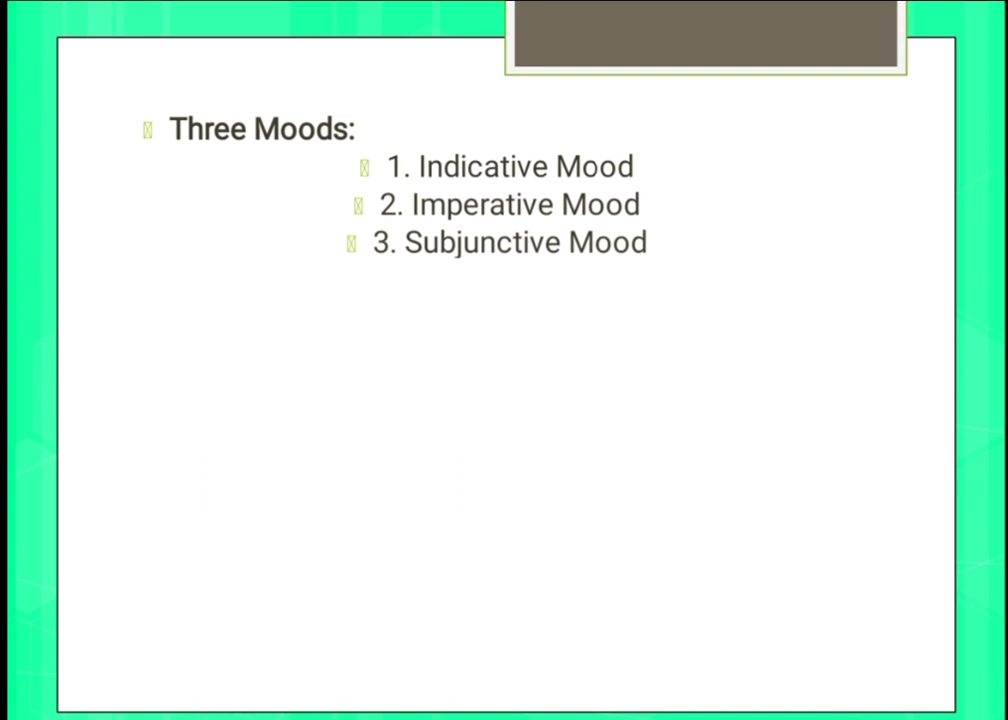 Three Moods:
1. Indicative Mood
2. Imperative Mood
3. Subjunctive Mood